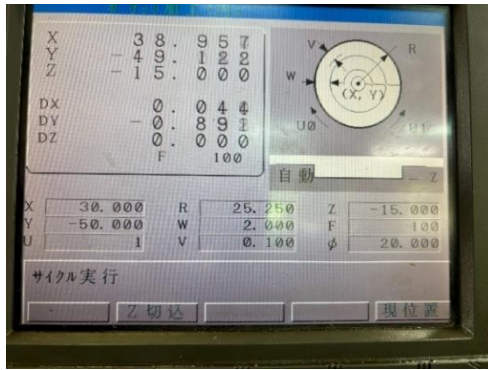 X 38.957
Y -49.122
Z -15.000
DX 0.044
DY -0.892
DZ 0.000
F 100
V R
W (X, Y)
U0 U1
自動 - Z
X 30.000 R 25.250 Z -15.000
Y -50.000 W 2.000 F 100
U 1 V 0.100 φ 20.000
サイクル実行
Z切込 現位置